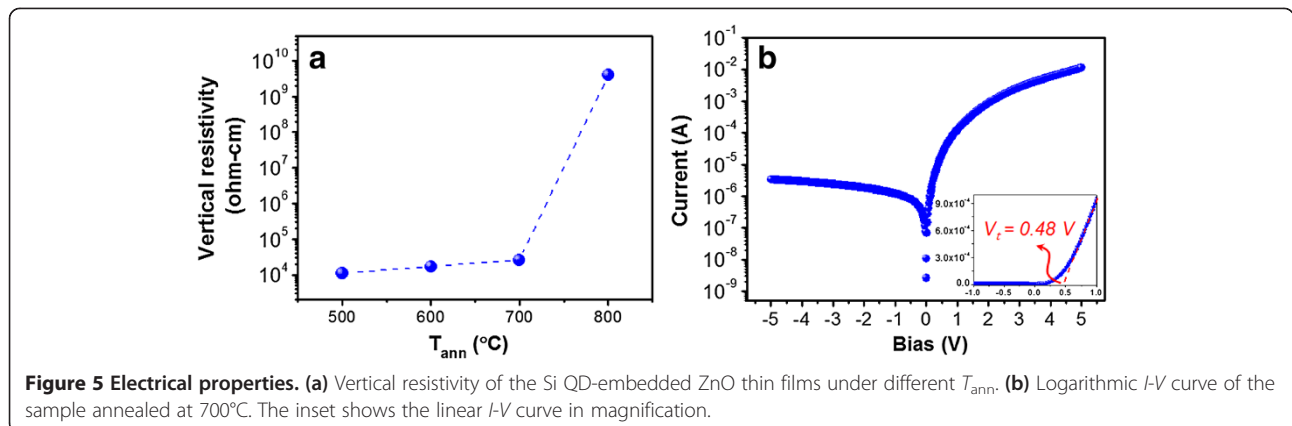 a
Vertical resistivity
(ohm-cm)
10^10
10^9
10^8
10^7
10^6
10^5
10^4
500 600 700 800
T_ann (°C)
b
Current (A)
10^-1
10^-2
10^-3
10^-4
10^-5
10^-6
10^-7
10^-8
10^-9
-5 -4 -3 -2 -1 0 1 2 3 4 5
Bias (V)
9.0x10^-4
6.0x10^-4
3.0x10^-4
0.0
-1.0 -0.5 0.0 0.5 1.0
V_t = 0.48 V
Figure 5 Electrical properties. (a) Vertical resistivity of the Si QD-embedded ZnO thin films under different T_ann. (b) Logarithmic I-V curve of the
sample annealed at 700°C. The inset shows the linear I-V curve in magnification.